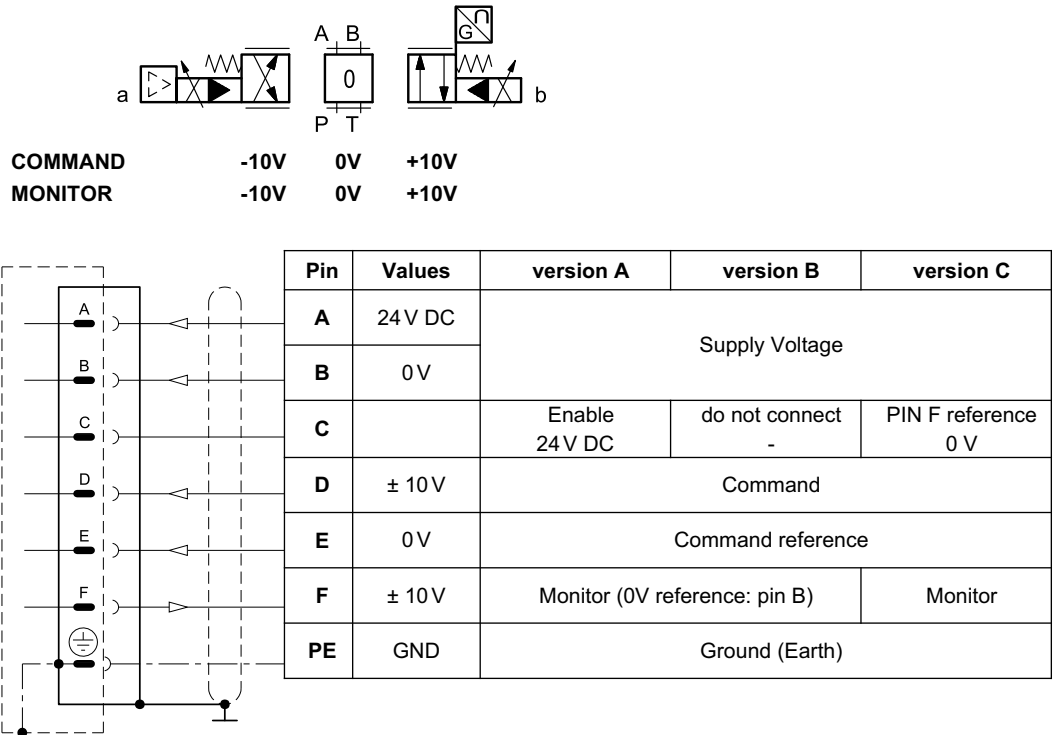 G
A B
a 0 b
P T
COMMAND -10V 0V +10V
MONITOR -10V 0V +10V
Pin Values version A version B version C
A A 24 V DC Supply Voltage
B B 0 V
C C Enable 24 V DC do not connect - PIN F reference 0 V
D D ± 10 V Command
E E 0 V Command reference
F F ± 10 V Monitor (0V reference: pin B) Monitor
PE GND Ground (Earth)